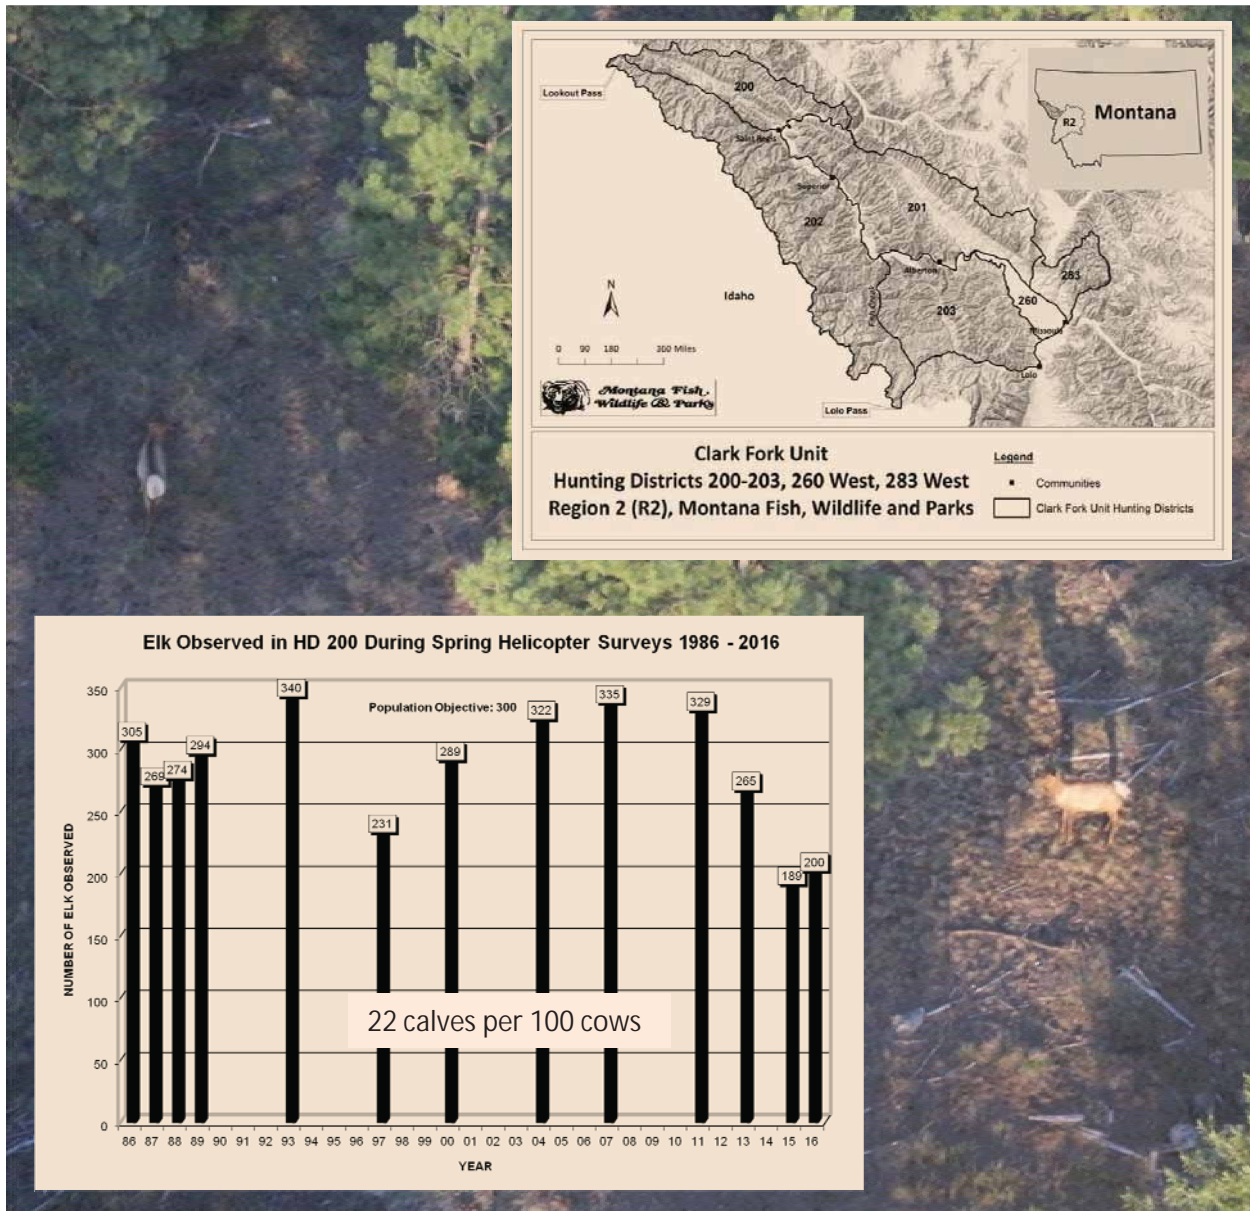 Lookout Pass
200
Montana
R2
Saint Regis
Superior
201
202
Alberton
283
Idaho
N
260
Fish Creek
203
Missoula
0 90 180 360 Miles
Lolo
Montana Fish,
Wildlife & Parks
Lolo Pass
Clark Fork Unit
Hunting Districts 200-203, 260 West, 283 West
Region 2 (R2), Montana Fish, Wildlife and Parks
Legend
Communities
Clark Fork Unit Hunting Districts
Elk Observed in HD 200 During Spring Helicopter Surveys 1986 - 2016
NUMBER OF ELK OBSERVED
350
300
250
200
150
100
50
0
Population Objective: 300
305
269
274
294
340
231
289
322
335
329
265
189
200
22 calves per 100 cows
86 87 88 89 90 91 92 93 94 95 96 97 98 99 00 01 02 03 04 05 06 07 08 09 10 11 12 13 14 15 16
YEAR